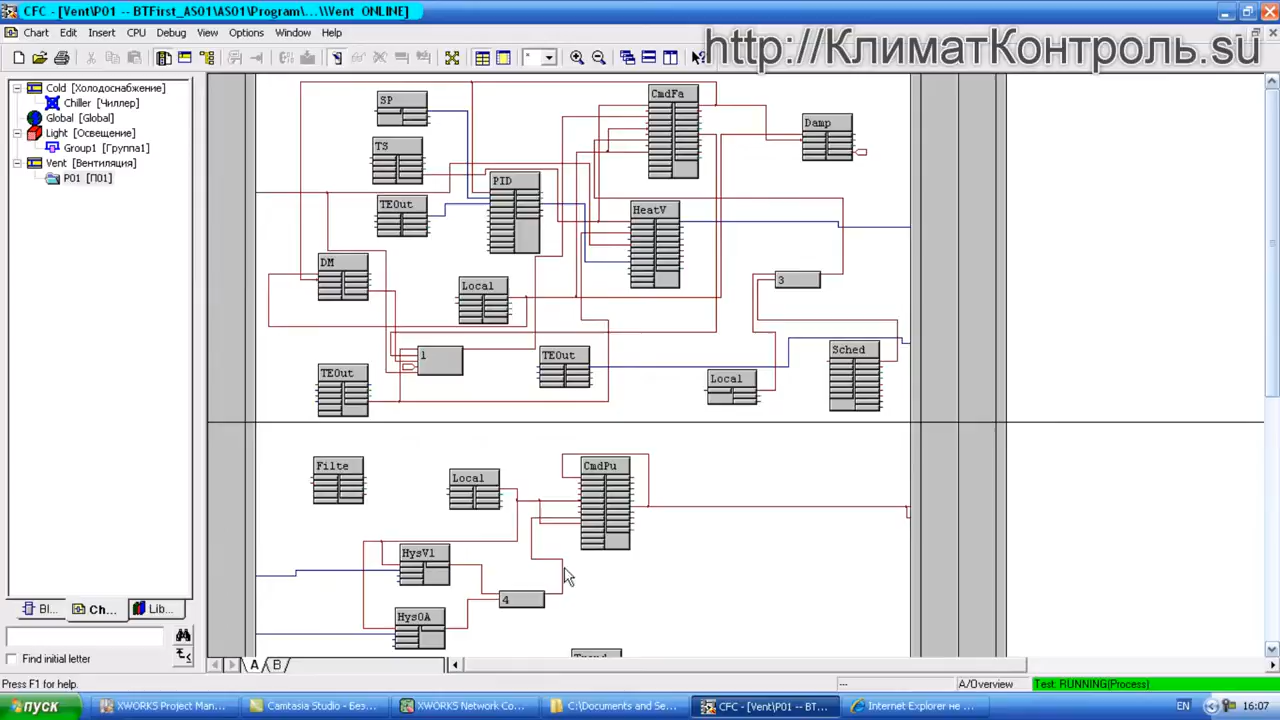 CFC - [Vent\P01 -- BTFirst_AS01\AS01\Program\...\\Vent ONLINE]
Chart Edit Insert CPU Debug View Options Window Help
http://КлиматКонтроль.su
Cold [Холодоснабжение]
Chiller [Чиллер]
Global [Global]
Light [Освещение]
Group1 [Группа1]
Vent [Вентиляция]
P01 [П01]
SP
CmdFa
Damp
TS
PID
TEOut
HeatV
DM
Local
3
1
TEOut
Sched
TEOut
Local
Filte
Local
CmdPu
HysV1
4
HysOA
Bl... Ch... Lib...
Find initial letter
A B
Press F1 for help.
---
A/Overview
Test: RUNNING(Process)
пуск
XWORKS Project Man...
Camtasia Studio - Без...
XWORKS Network Co...
C:\Documents and Se...
CFC - [Vent\P01 -- BT...
Internet Explorer не ...
EN
16:07